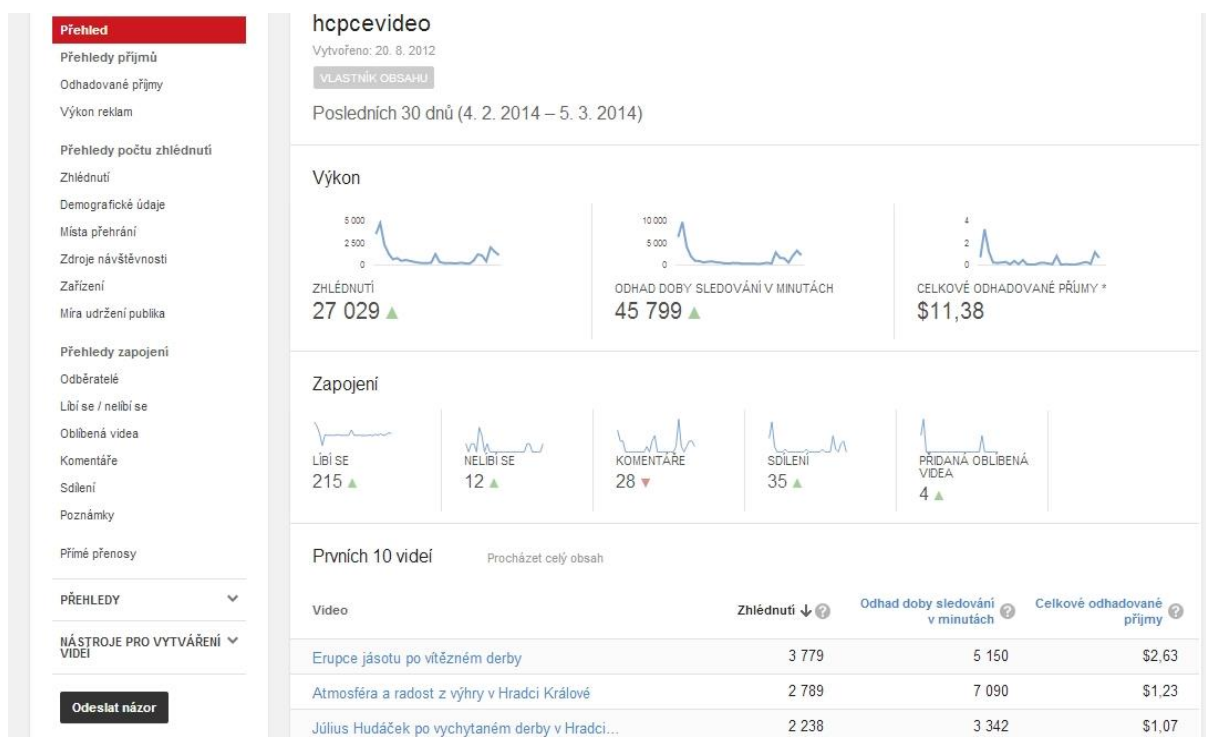 Přehled
Přehledy příjmů
Odhadované příjmy
Výkon reklam
Přehledy počtu zhlédnutí
Zhlédnutí
Demografické údaje
Místa přehrání
Zdroje návštěvnosti
Zařízení
Míra udržení publika
Přehledy zapojení
Odběratelé
Líbí se / nelíbí se
Oblíbená videa
Komentáře
Sdílení
Poznámky
Přímé přenosy
PŘEHLEDY
NÁSTROJE PRO VYTVÁŘENÍ
VIDEÍ
Odeslat názor
hcpcevideo
Vytvořeno: 20. 8. 2012
VLASTNÍK OBSAHU
Posledních 30 dnů (4. 2. 2014 – 5. 3. 2014)
Výkon
5 000
2 500
0
ZHLÉDNUTÍ
27 029
10 000
5 000
0
ODHAD DOBY SLEDOVÁNÍ V MINUTÁCH
45 799
4
2
0
CELKOVÉ ODHADOVANÉ PŘÍJMY *
$11,38
Zapojení
LÍBÍ SE
215
NELÍBÍ SE
12
KOMENTÁŘE
28
SDÍLENÍ
35
PŘIDANÁ OBLÍBENÁ
VIDEA
4
Prvních 10 videí Procházet celý obsah
Video Zhlédnutí Odhad doby sledování v minutách Celkové odhadované příjmy
Erupce jásotu po vítězném derby 3 779 5 150 $2,63
Atmosféra a radost z výhry v Hradci Králové 2 789 7 090 $1,23
Július Hudáček po vychytaném derby v Hradci... 2 238 3 342 $1,07